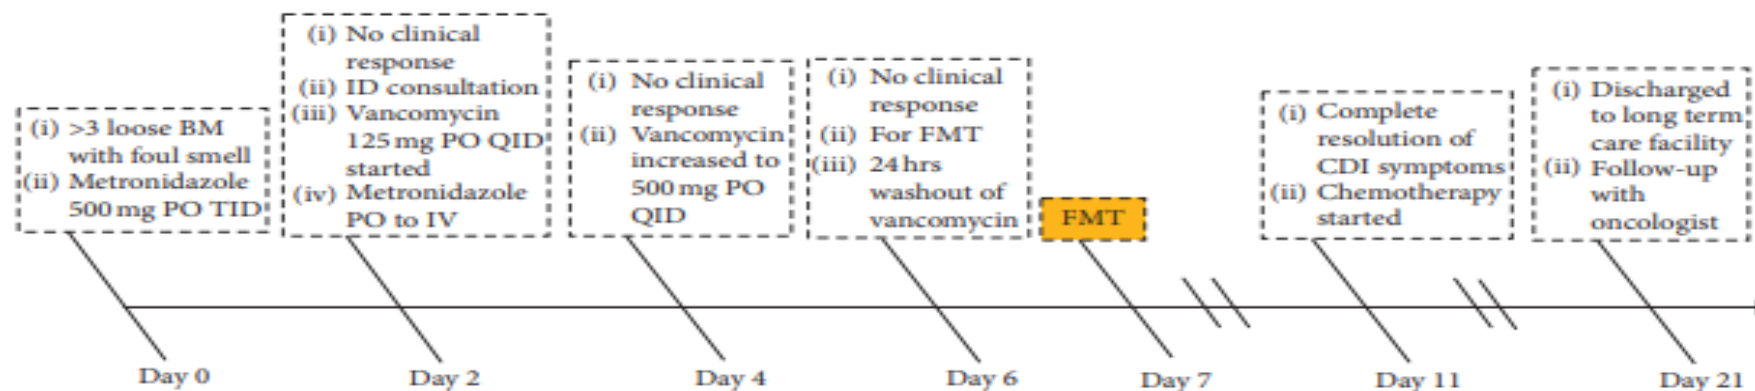 (i) >3 loose BM
with foul smell
(ii) Metronidazole
500 mg PO TID
(i) No clinical
response
(ii) ID consultation
(iii) Vancomycin
125 mg PO QID
started
(iv) Metronidazole
PO to IV
(i) No clinical
response
(ii) Vancomycin
increased to
500 mg PO
QID
(i) No clinical
response
(ii) For FMT
(iii) 24 hrs
washout of
vancomycin
FMT
(i) Complete
resolution of
CDI symptoms
(ii) Chemotherapy
started
(i) Discharged
to long term
care facility
(ii) Follow-up
with
oncologist
Day 0
Day 2
Day 4
Day 6
Day 7
Day 11
Day 21